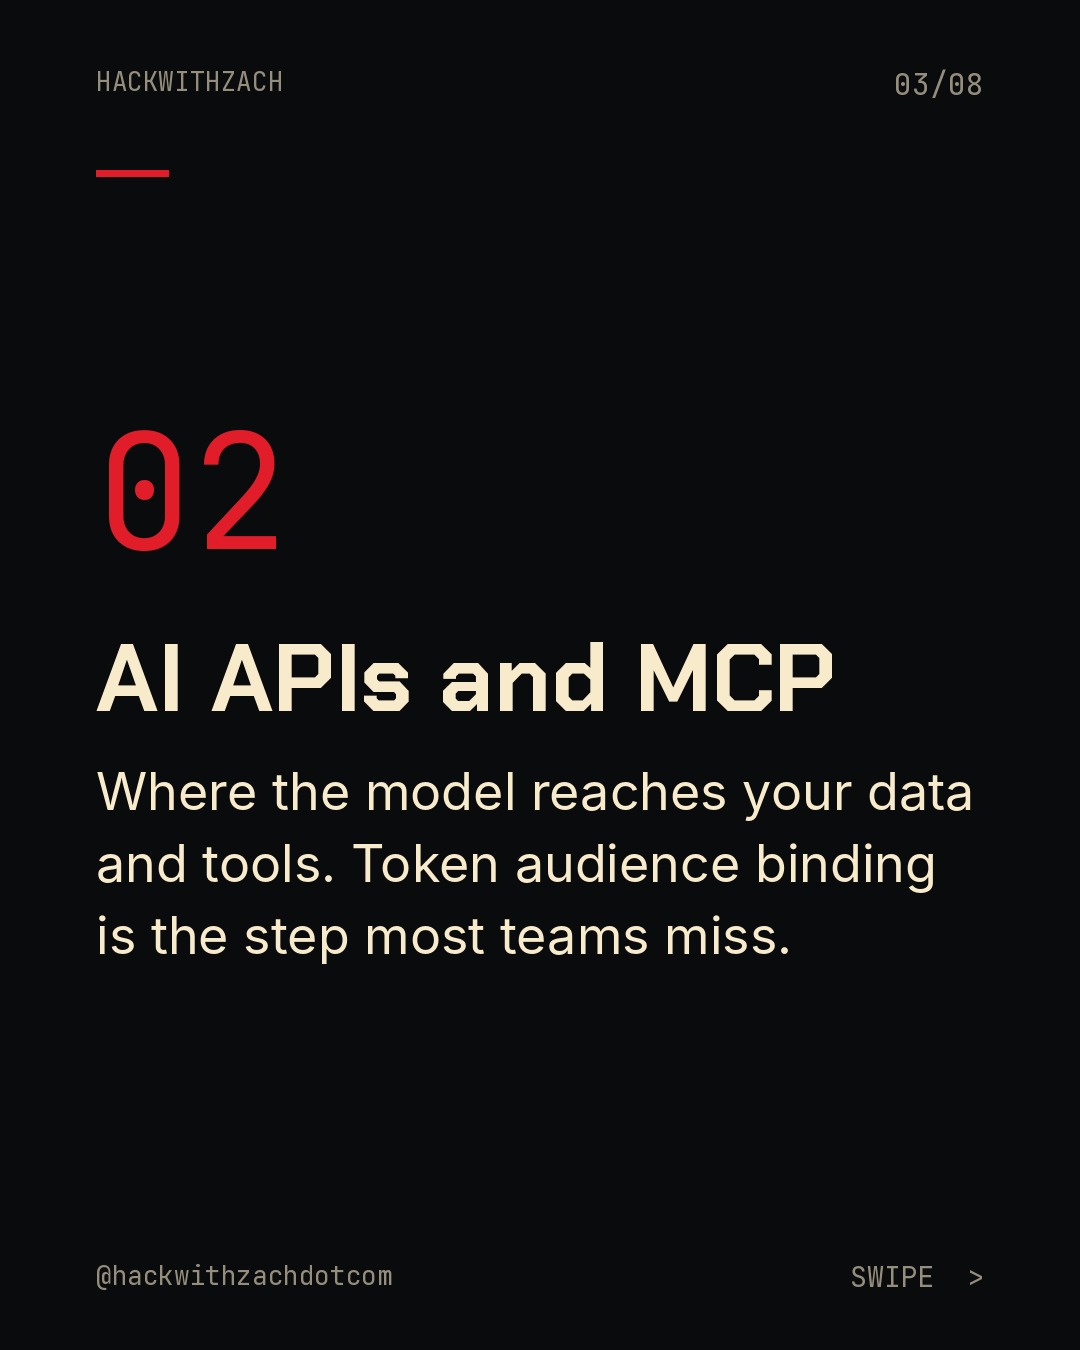 HACKWITHZACH
03/08
02
AI APIs and MCP
Where the model reaches your data
and tools. Token audience binding
is the step most teams miss.
@hackwithzachdotcom
SWIPE >